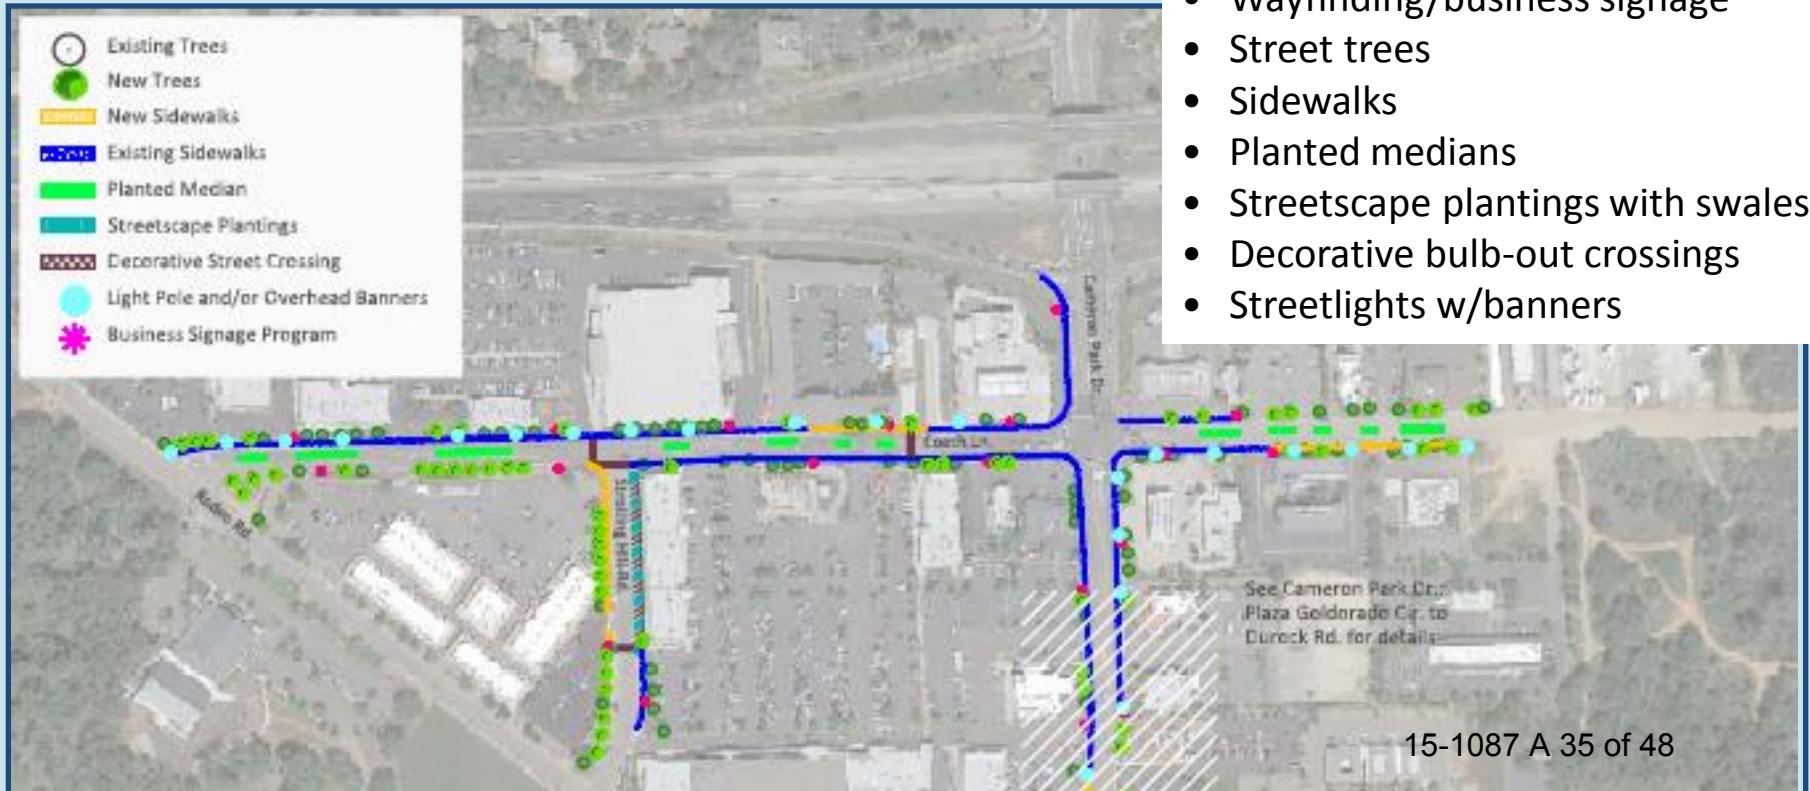 • Wayfinding/business signage
• Street trees
• Sidewalks
• Planted medians
• Streetscape plantings with swales
• Decorative bulb-out crossings
• Streetlights w/banners
Existing Trees
New Trees
New Sidewalks
Existing Sidewalks
Planted Median
Streetscape Plantings
Decorative Street Crossing
Light Pole and/or Overhead Banners
Business Signage Program
Cameron Park Dr.
Coach Ln.
Rodeo Rd.
Strolling Hills Rd.
See Cameron Park Dr.:
Plaza Goldorado Cir. to
Durock Rd. for details
15-1087 A 35 of 48